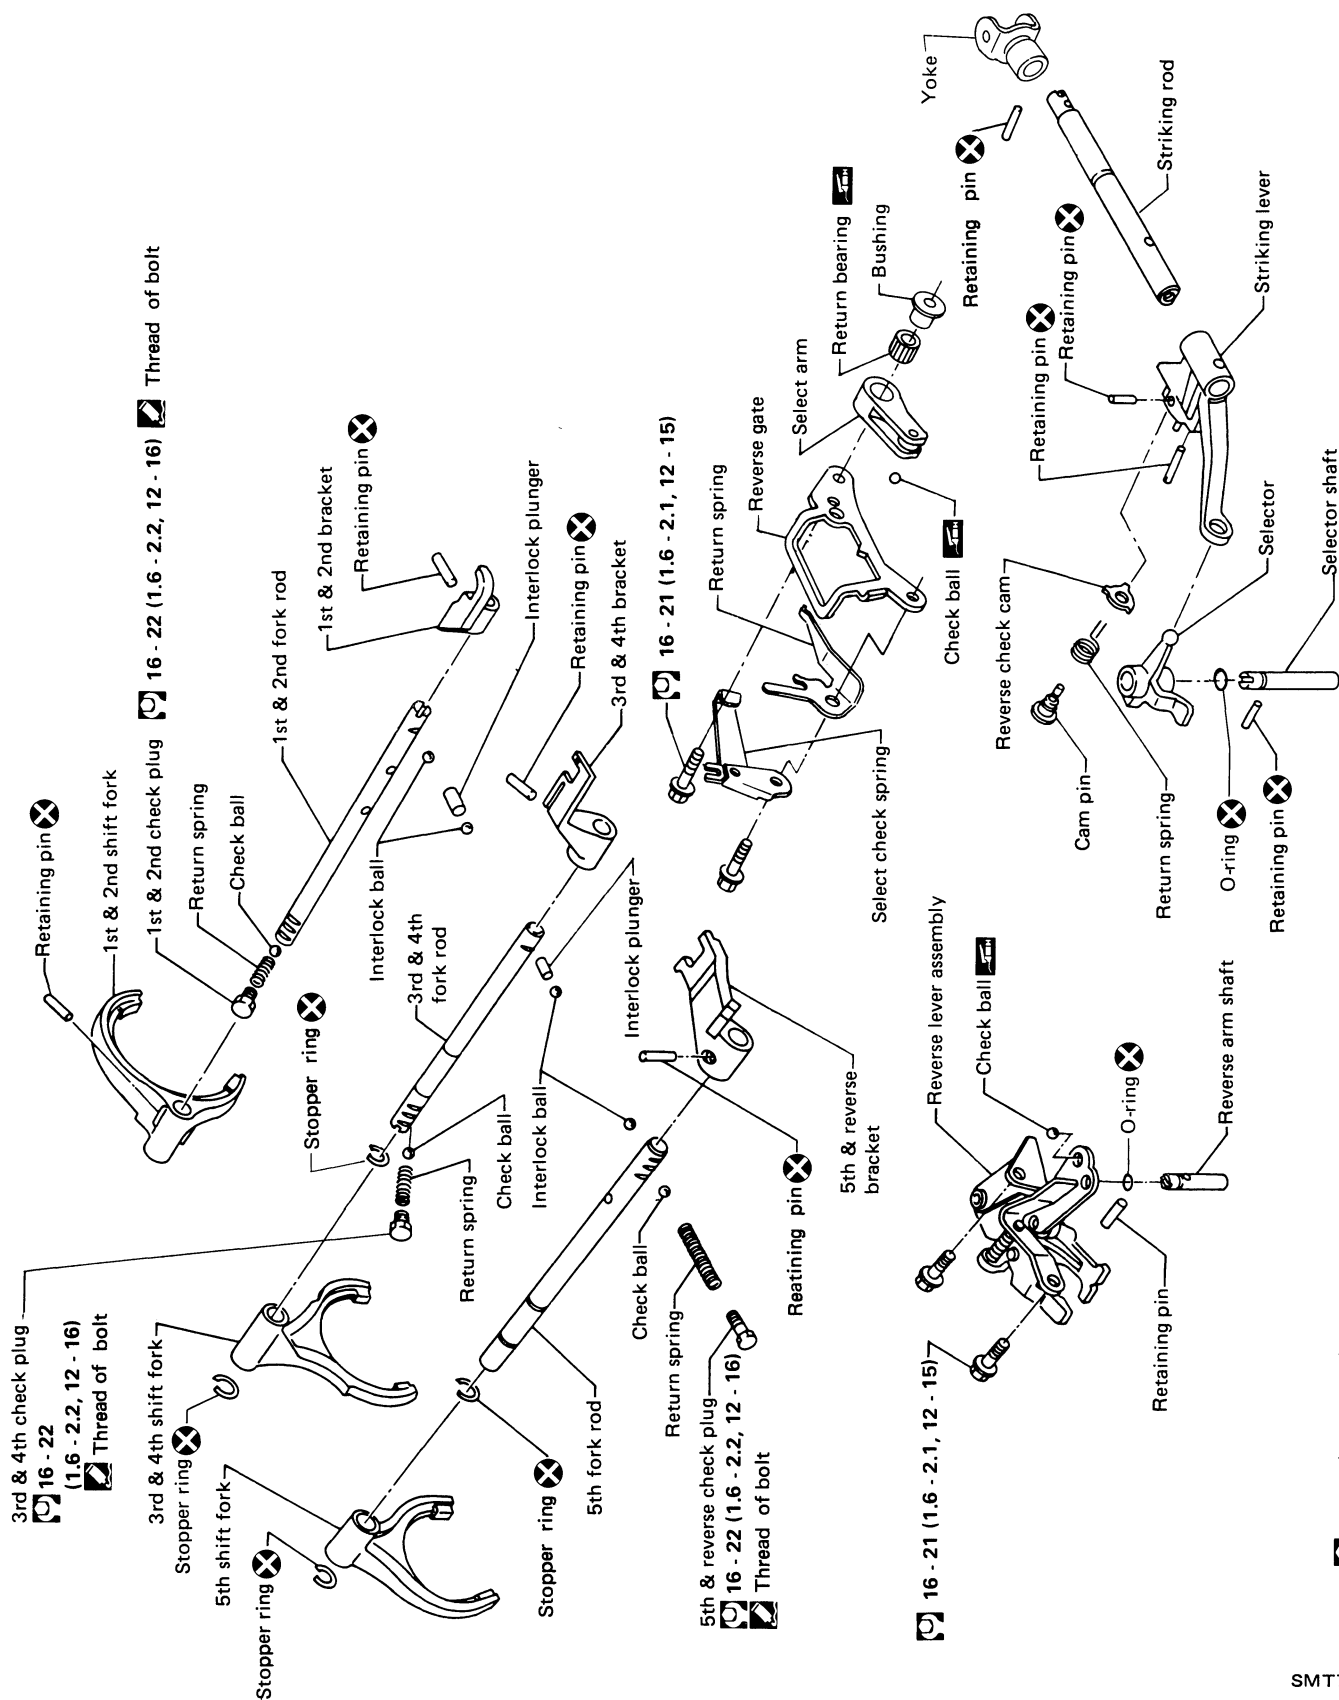 Retaining pin
1st & 2nd shift fork
1st & 2nd check plug 16 - 22 (1.6 - 2.2, 12 - 16) Thread of bolt
Return spring
Check ball
1st & 2nd fork rod
1st & 2nd bracket
Retaining pin
Interlock ball
Interlock plunger
Retaining pin
3rd & 4th bracket
3rd & 4th check plug
16 - 22
(1.6 - 2.2, 12 - 16)
Thread of bolt
3rd & 4th shift fork
Stopper ring
5th shift fork
Stopper ring
Stopper ring
3rd & 4th
fork rod
Return spring
Check ball
Interlock ball
Interlock plunger
Stopper ring
5th fork rod
Check ball
Return spring
5th & reverse check plug
16 - 22 (1.6 - 2.2, 12 - 16)
Thread of bolt
Reatining pin
5th & reverse
bracket
16 - 21 (1.6 - 2.1, 12 - 15)
Return spring
Reverse gate
Select arm
Return bearing
Bushing
Select check spring
Check ball
Yoke
Retaining pin
Striking rod
Retaining pin
Retaining pin
Striking lever
Reverse check cam
Cam pin
Return spring
Selector
O-ring
Retaining pin
Selector shaft
16 - 21 (1.6 - 2.1, 12 - 15)
Reverse lever assembly
Check ball
O-ring
Reverse arm shaft
Retaining pin